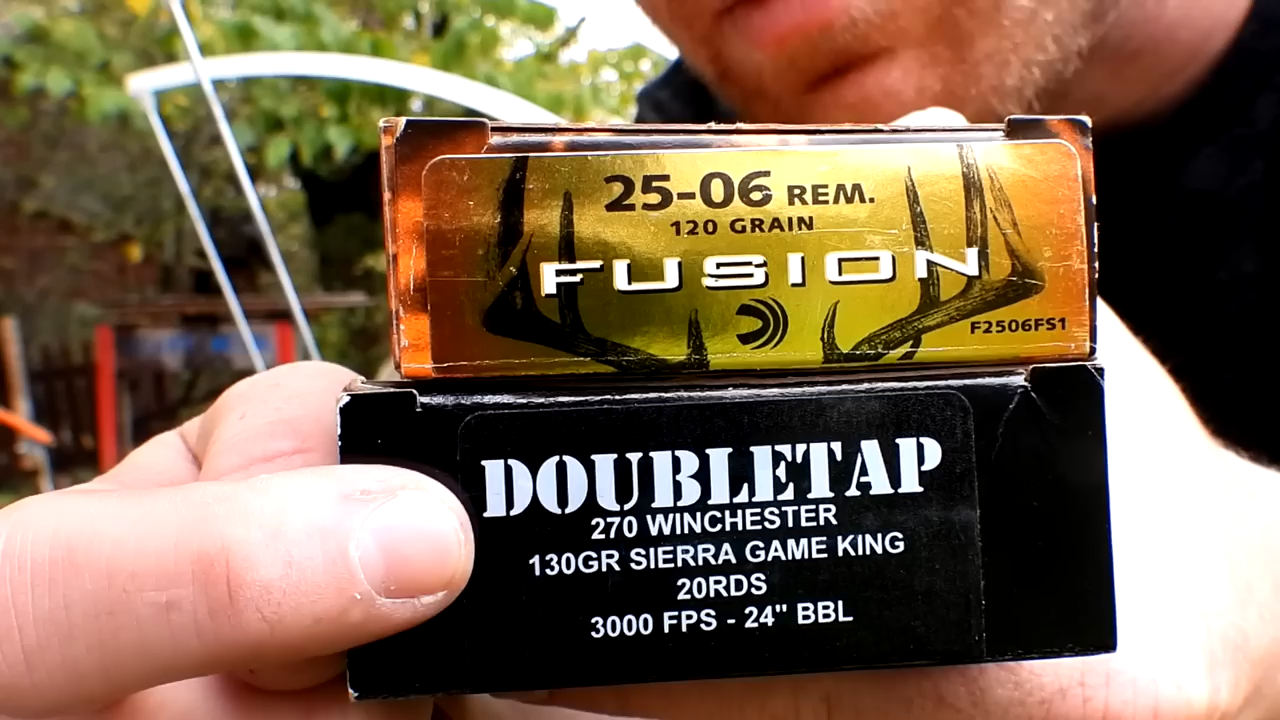 25-06 REM.
120 GRAIN
FUSION
F2506FS1
DOUBLETAP
270 WINCHESTER
130GR SIERRA GAME KING
20RDS
3000 FPS - 24" BBL